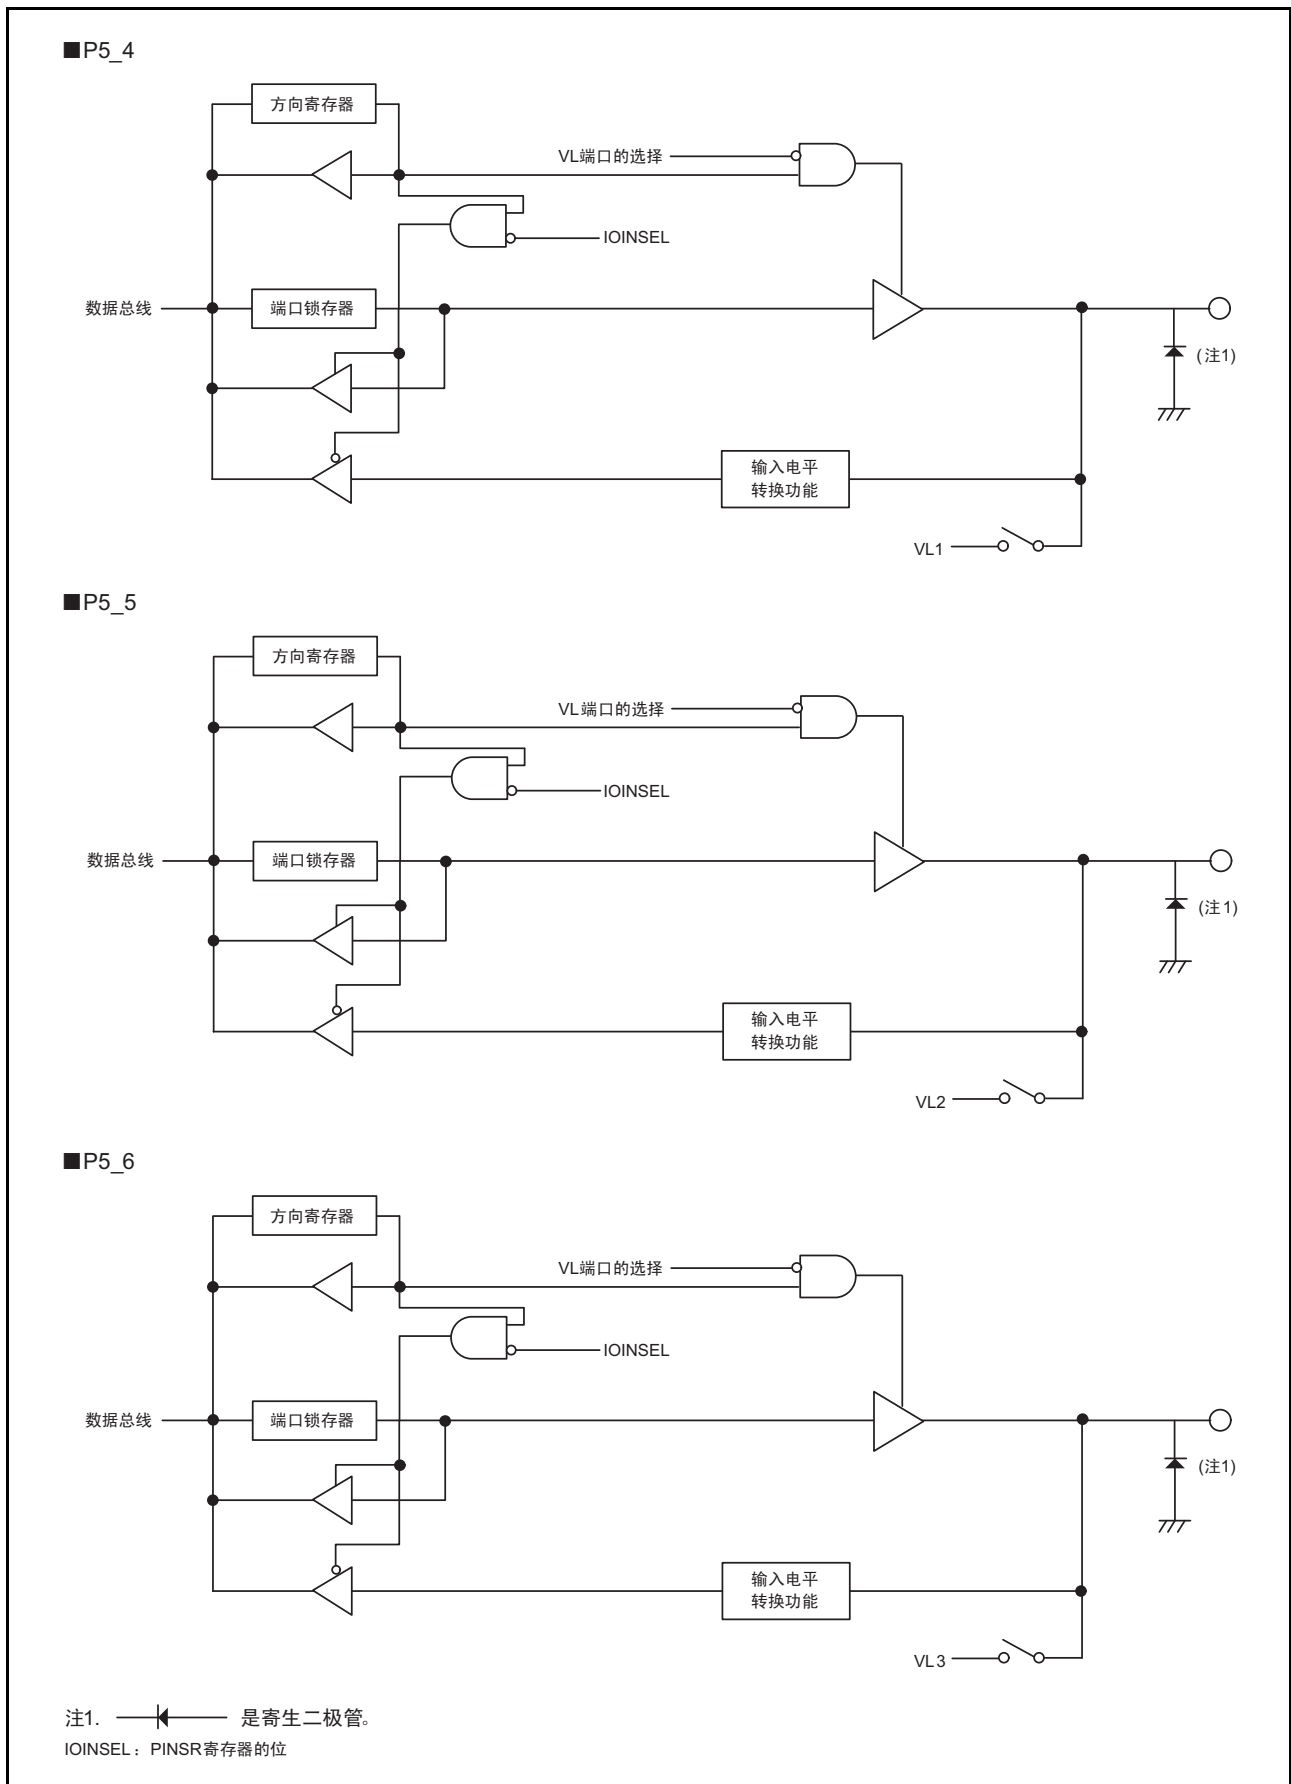 ■P5_4
方向寄存器
VL端口的选择
IOINSEL
数据总线
端口锁存器
(注1)
输入电平
转换功能
VL1
■P5_5
方向寄存器
VL端口的选择
IOINSEL
数据总线
端口锁存器
(注1)
输入电平
转换功能
VL2
■P5_6
方向寄存器
VL端口的选择
IOINSEL
数据总线
端口锁存器
(注1)
输入电平
转换功能
VL3
注1. 是寄生二极管。
IOINSEL：PINSR寄存器的位